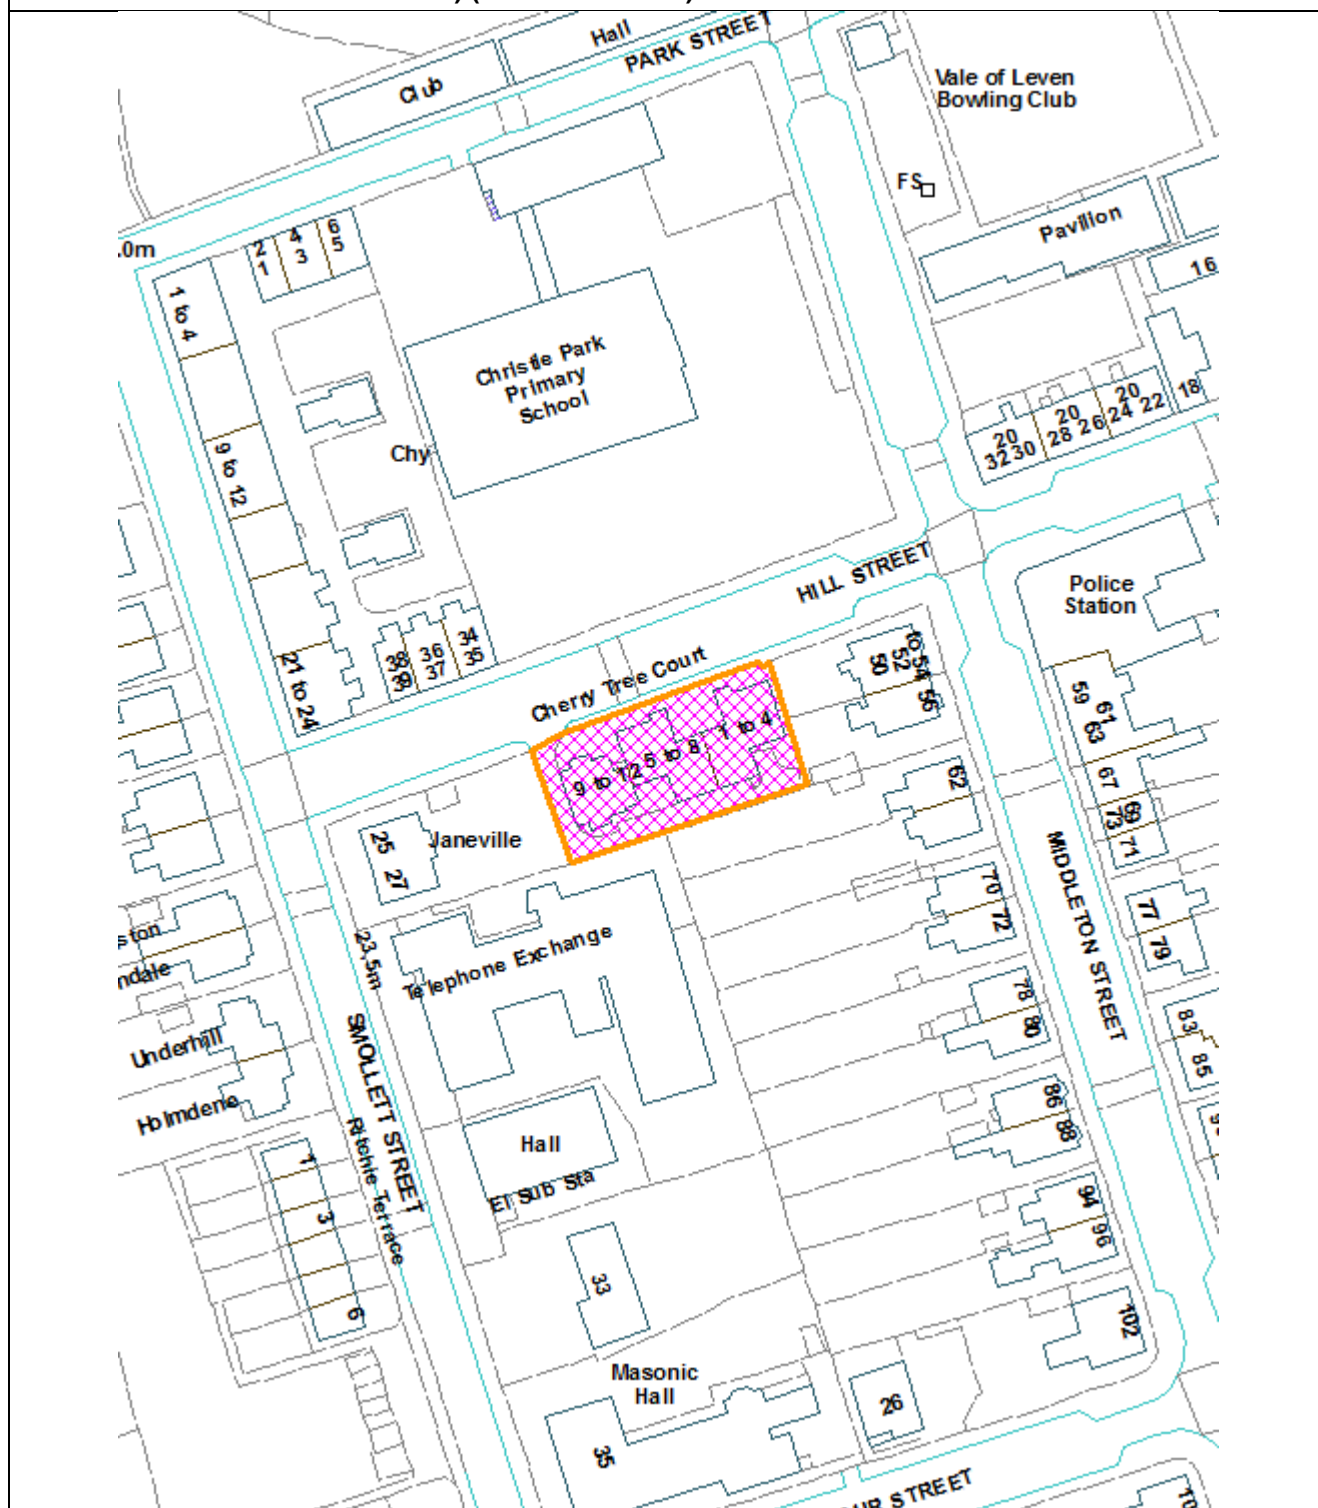 Hall
PARK STREET
Club
Vale of Leven
Bowling Club
FS
Pavilion
.0m
2
1
4
3
6
5
16
1 to 4
Christie Park
Primary
School
18
20
24 22
20
28 26
20
32 30
9 to 12
Chy
HILL STREET
Police
Station
38
39
36
37
34
35
21 to 24
Cherry Tree Court
1 to 4
5 to 8
9 to 12
50
52
to 54
56
59
61
63
62
67
69
73
71
25
27
Janeville
MIDDLETON STREET
70
72
77
79
ston
ndale
23.5m
Telephone Exchange
78
80
83
85
Underhill
Holmdene
SMOLLETT STREET
Ritchie Terrace
86
88
Hall
El Sub Sta
1
3
6
94
96
33
102
Masonic
Hall
26
35
STREET